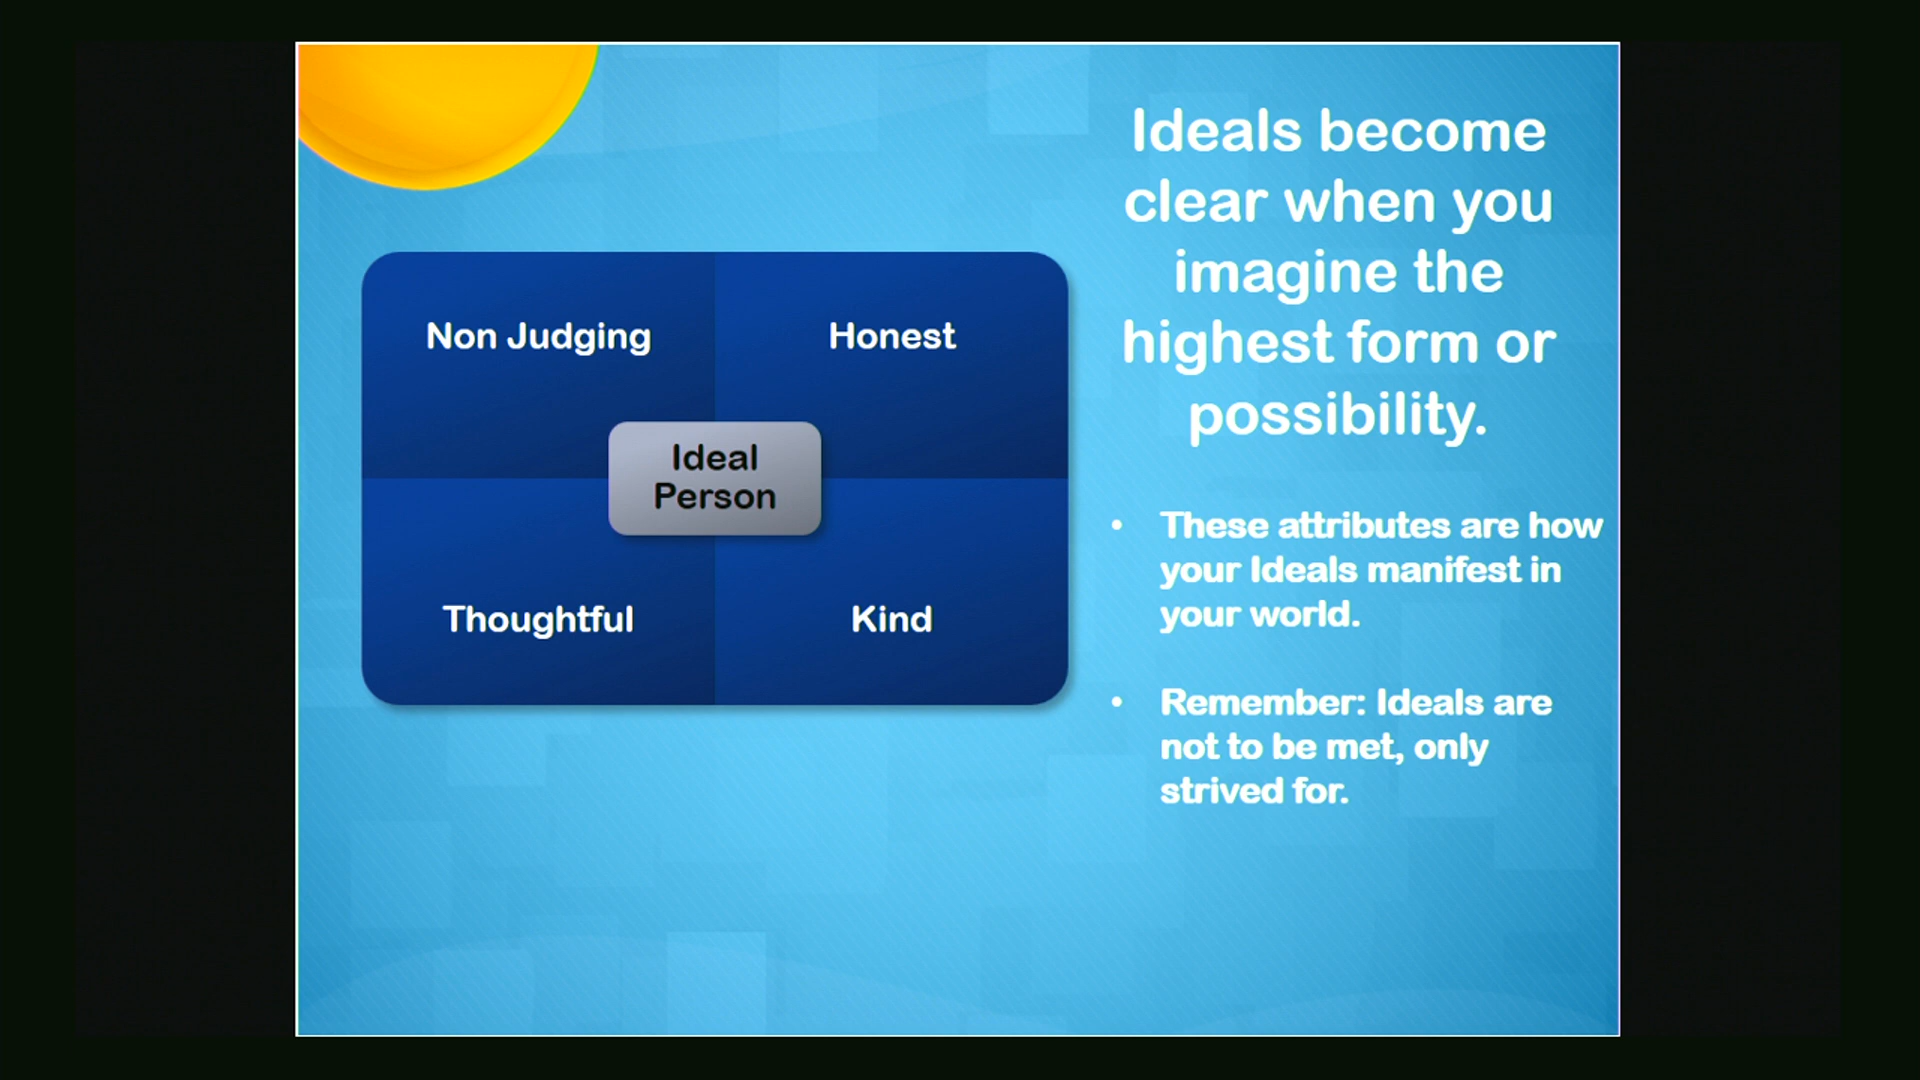 Ideals become
clear when you
imagine the
highest form or
possibility.
Non Judging
Honest
Ideal
Person
Thoughtful
Kind
• These attributes are how
your Ideals manifest in
your world.
• Remember: Ideals are
not to be met, only
strived for.